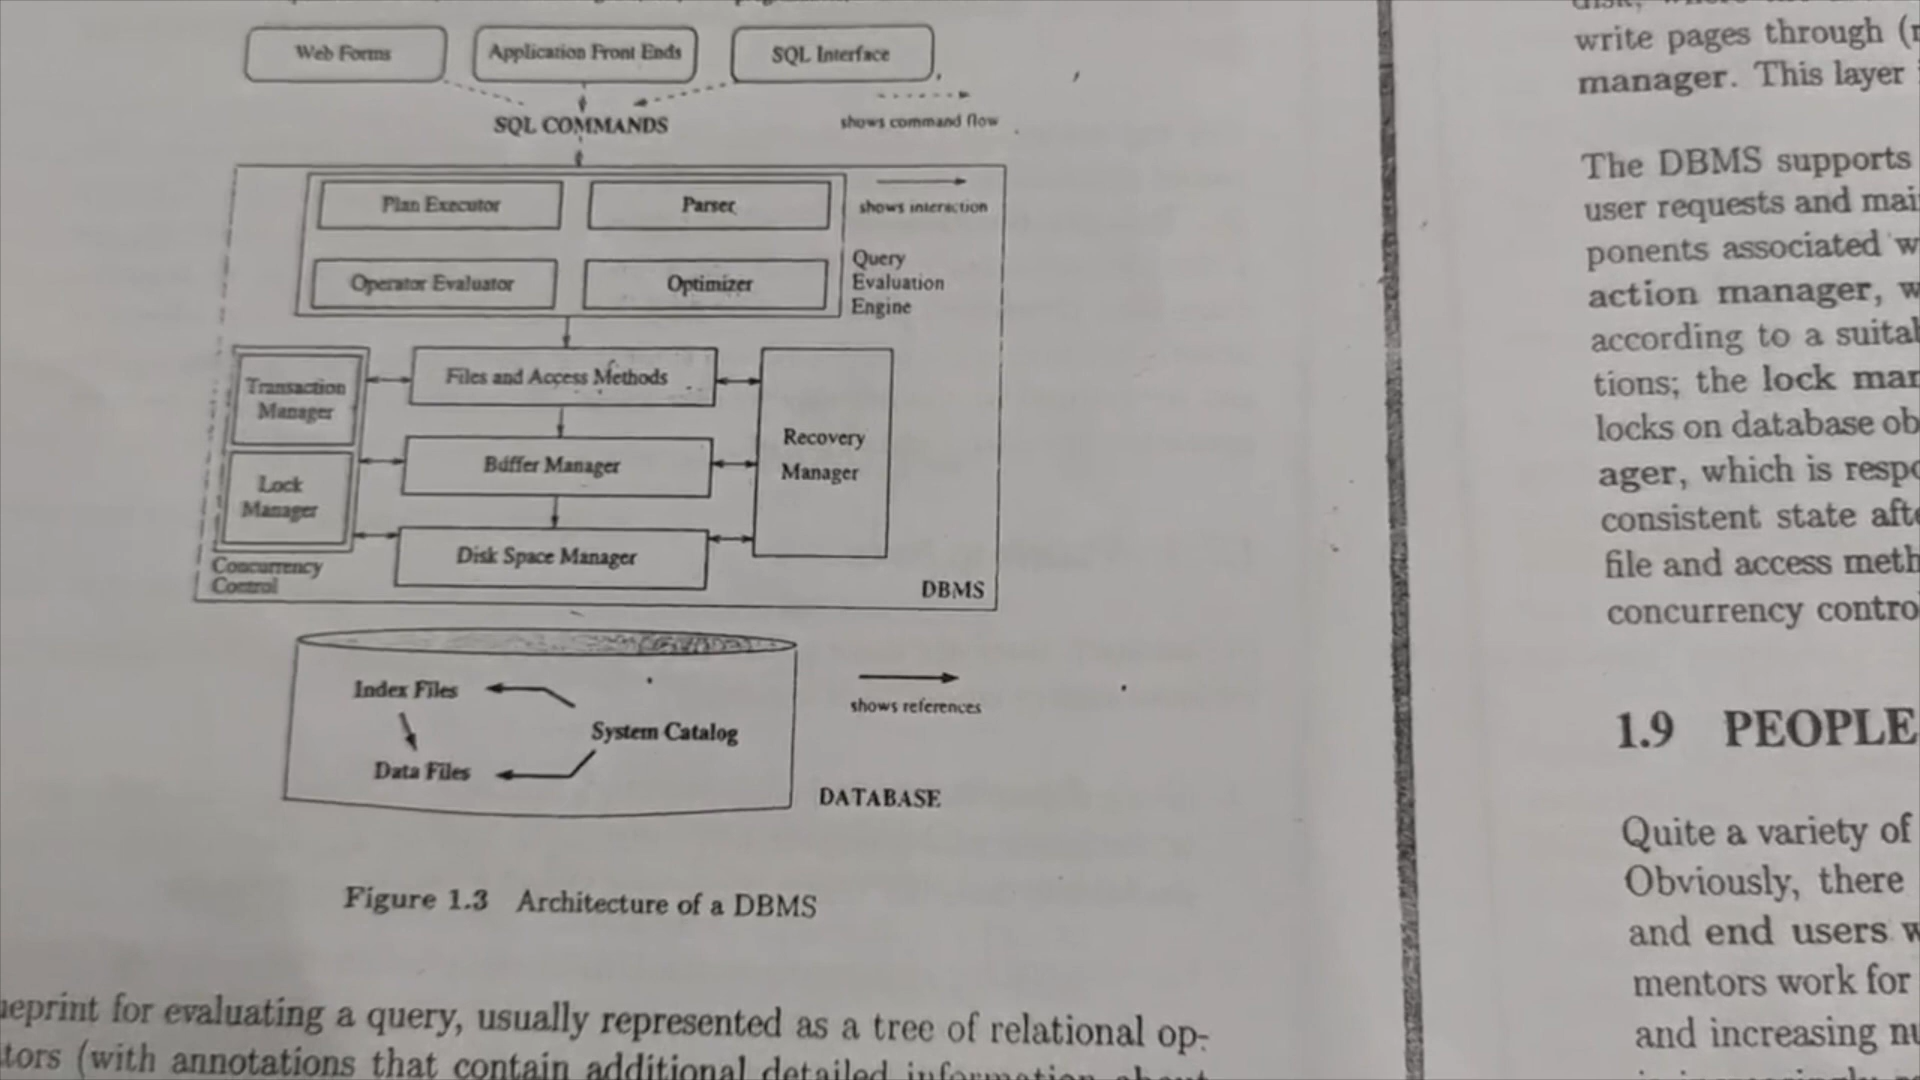 Web Forms
Application Front Ends
SQL Interface
SQL COMMANDS
shows command flow
Plan Executor
Parser
shows interaction
Operator Evaluator
Optimizer
Query
Evaluation
Engine
Transaction
Manager
Files and Access Methods
Recovery
Manager
Buffer Manager
Lock
Manager
Disk Space Manager
Concurrency
Control
DBMS
Index Files
System Catalog
Data Files
shows references
DATABASE
Figure 1.3 Architecture of a DBMS
eprint for evaluating a query, usually represented as a tree of relational op-
tors (with annotations that contain additional detailed information about
write pages through (r
manager. This layer i
The DBMS supports
user requests and mai
ponents associated w
action manager, w
according to a suital
tions; the lock mar
locks on database ob
ager, which is respo
consistent state afte
file and access meth
concurrency contro
1.9 PEOPLE
Quite a variety of
Obviously, there
and end users w
mentors work for
and increasing nu